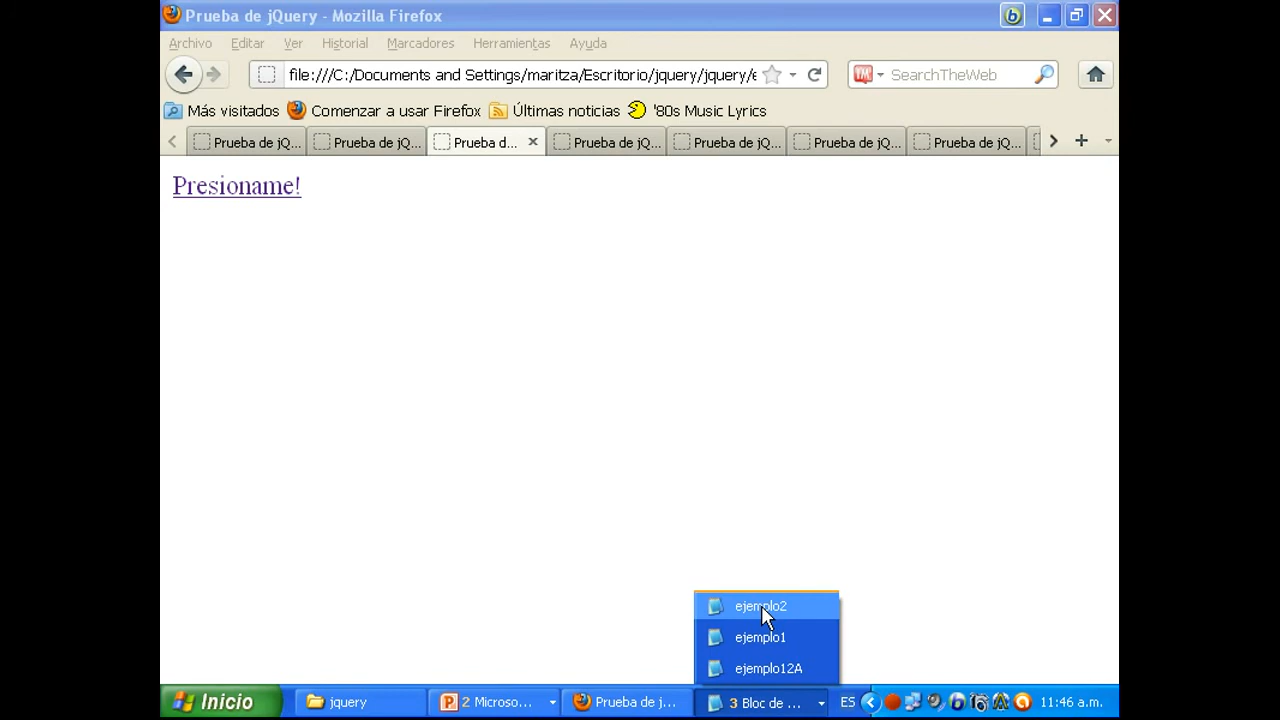 Prueba de jQuery - Mozilla Firefox
Archivo Editar Ver Historial Marcadores Herramientas Ayuda
file:///C:/Documents and Settings/maritza/Escritorio/jquery/jquery/e
SearchTheWeb
Más visitados Comenzar a usar Firefox Últimas noticias '80s Music Lyrics
Prueba de jQ... Prueba de jQ... Prueba d... Prueba de jQ... Prueba de jQ... Prueba de jQ... Prueba de jQ...
Presioname!
ejemplo2
ejemplo1
ejemplo12A
Inicio jquery 2 Microso... Prueba de j... 3 Bloc de ... ES 11:46 a.m.